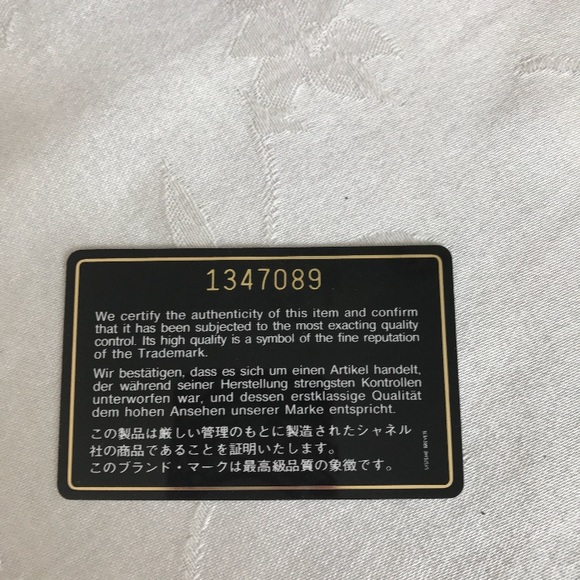 1347089
We certify the authenticity of this item and confirm
that it has been subjected to the most exacting quality
control. Its high quality is a symbol of the fine reputation
of the Trademark.
Wir bestätigen, dass es sich um einen Artikel handelt,
der während seiner Herstellung strengsten Kontrollen
unterworfen war, und dessen erstklassige Qualität
dem hohen Ansehen unserer Marke entspricht.
この製品は厳しい管理のもとに製造されたシャネル
社の商品であることを証明いたします。
このブランド・マークは最高級品質の象徴です。